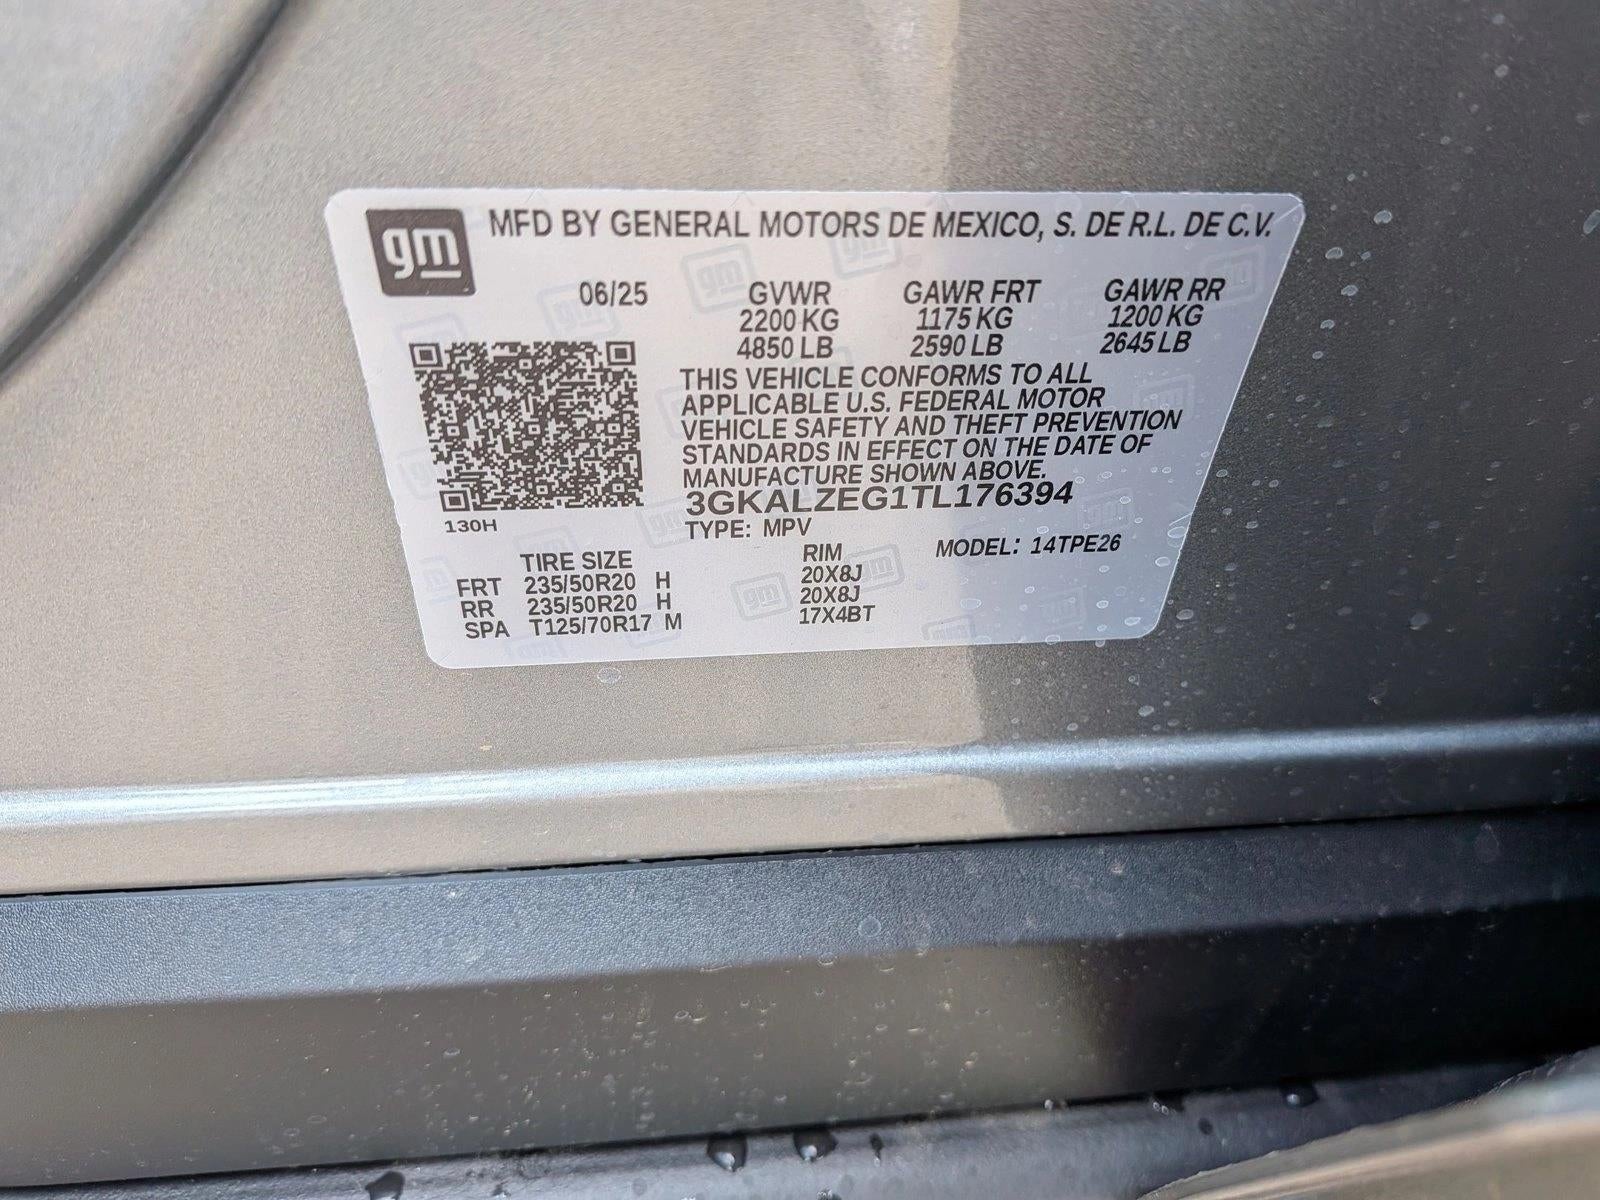 gm MFD BY GENERAL MOTORS DE MEXICO, S. DE R.L. DE C.V.
06/25 GVWR GAWR FRT GAWR RR
2200 KG 1175 KG 1200 KG
4850 LB 2590 LB 2645 LB
THIS VEHICLE CONFORMS TO ALL
APPLICABLE U.S. FEDERAL MOTOR
VEHICLE SAFETY AND THEFT PREVENTION
STANDARDS IN EFFECT ON THE DATE OF
MANUFACTURE SHOWN ABOVE.
3GKALZEG1TL176394
130H
TYPE: MPV MODEL: 14TPE26
TIRE SIZE RIM
FRT 235/50R20 H 20X8J
RR 235/50R20 H 20X8J
SPA T125/70R17 M 17X4BT